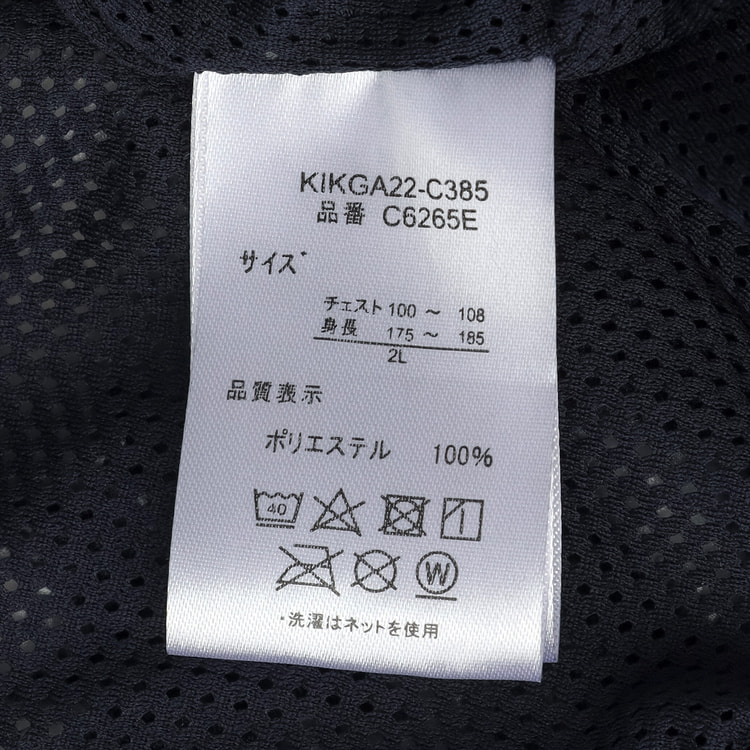 KIKGA22-C385
品番 C6265E
サイズ
チェスト 100 ～ 108
身長 175 ～ 185
2L
品質表示
ポリエステル 100%
40
W
・洗濯はネットを使用